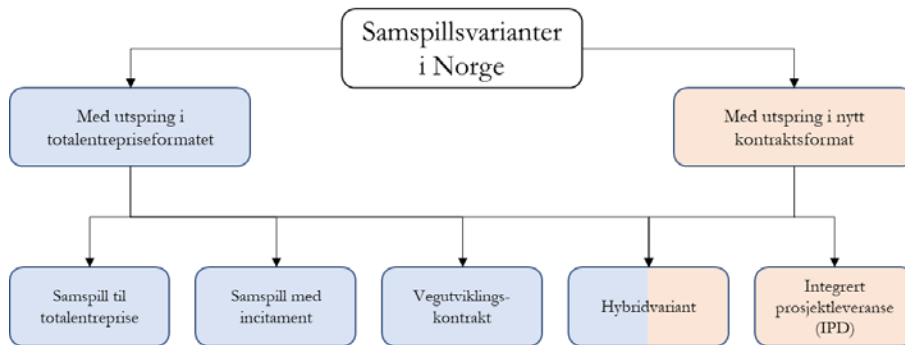 Samspillsvarianter
i Norge
Med utspring i
totalentrepriseformatet
Med utspring i nytt
kontraktsformat
Samspill til
totalentreprise
Samspill med
incitament
Vegutviklings-
kontrakt
Hybridvariant
Integrert
prosjektleveranse
(IPD)